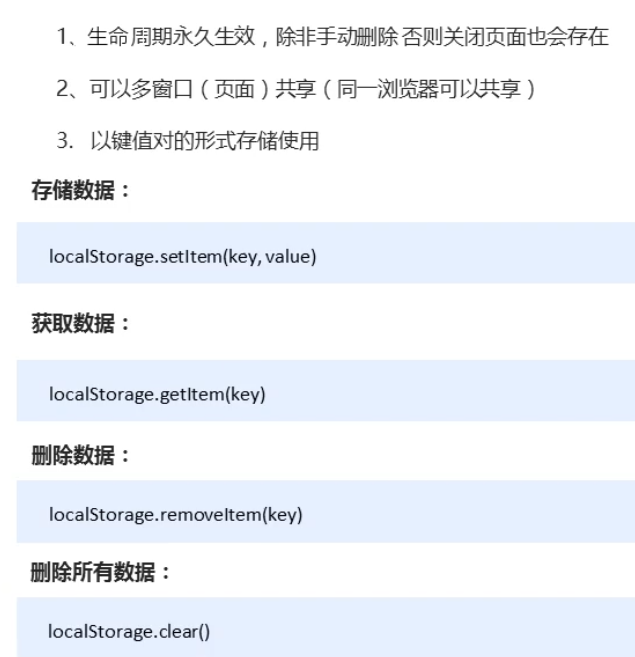 1、生命周期永久生效，除非手动删除 否则关闭页面也会存在
2、可以多窗口（页面）共享（同一浏览器可以共享）
3. 以键值对的形式存储使用
存储数据：
localStorage.setItem(key, value)
获取数据：
localStorage.getItem(key)
删除数据：
localStorage.removeItem(key)
删除所有数据：
localStorage.clear()